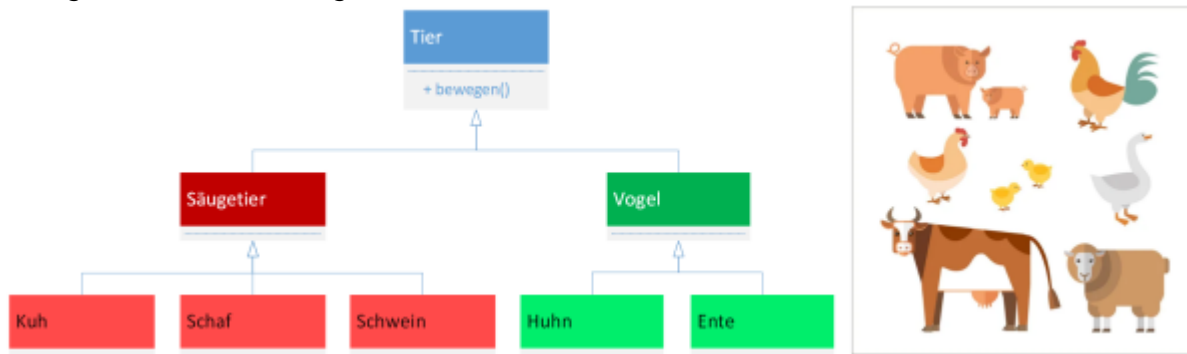 Tier
+ bewegen()
Säugetier
Vogel
Kuh
Schaf
Schwein
Huhn
Ente